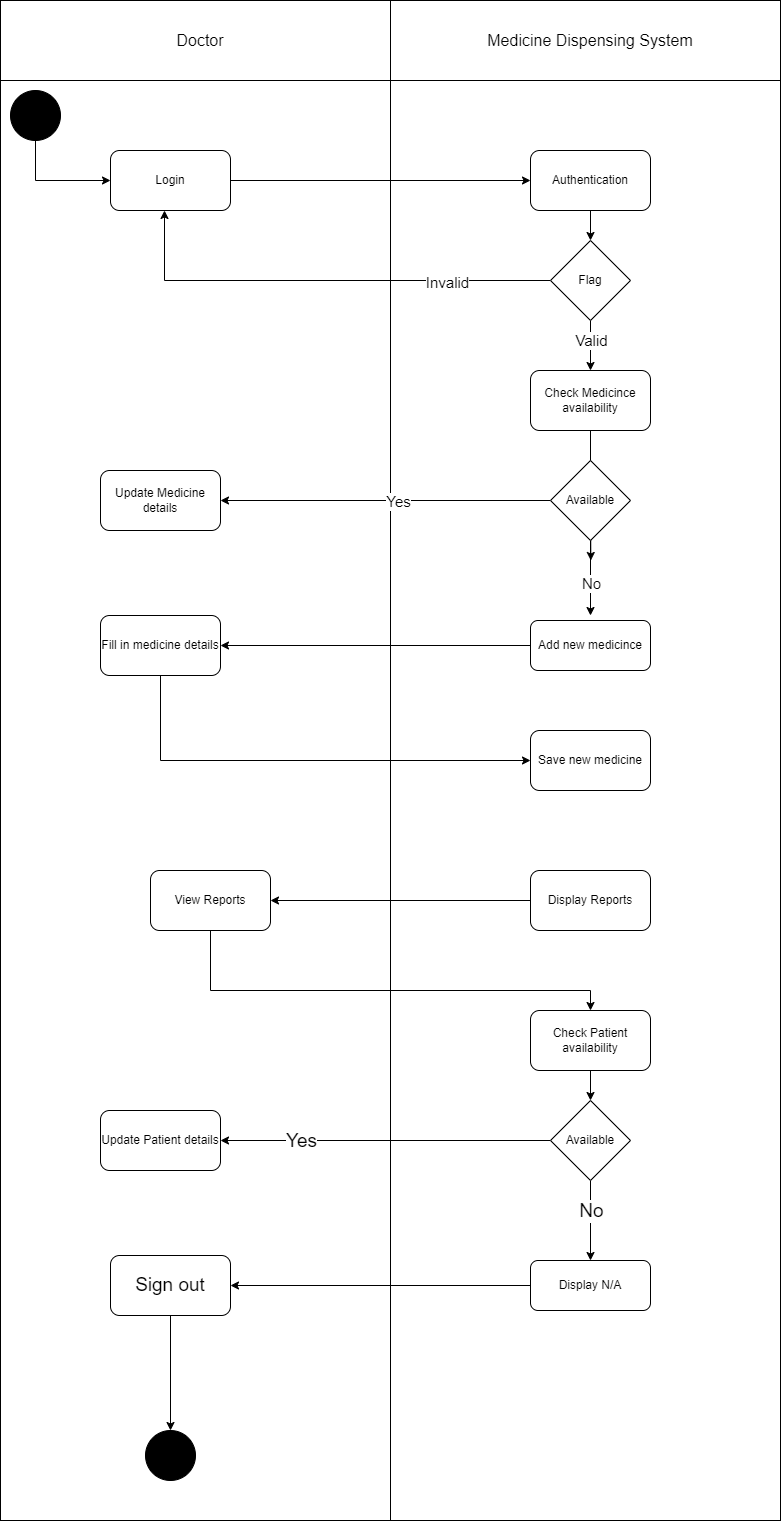 Doctor
Medicine Dispensing System
Login
Authentication
Flag
Invalid
Valid
Check Medicince
availability
Update Medicine
details
Yes
Available
No
Fill in medicine details
Add new medicince
Save new medicine
View Reports
Display Reports
Check Patient
availability
Update Patient details
Yes
Available
No
Sign out
Display N/A